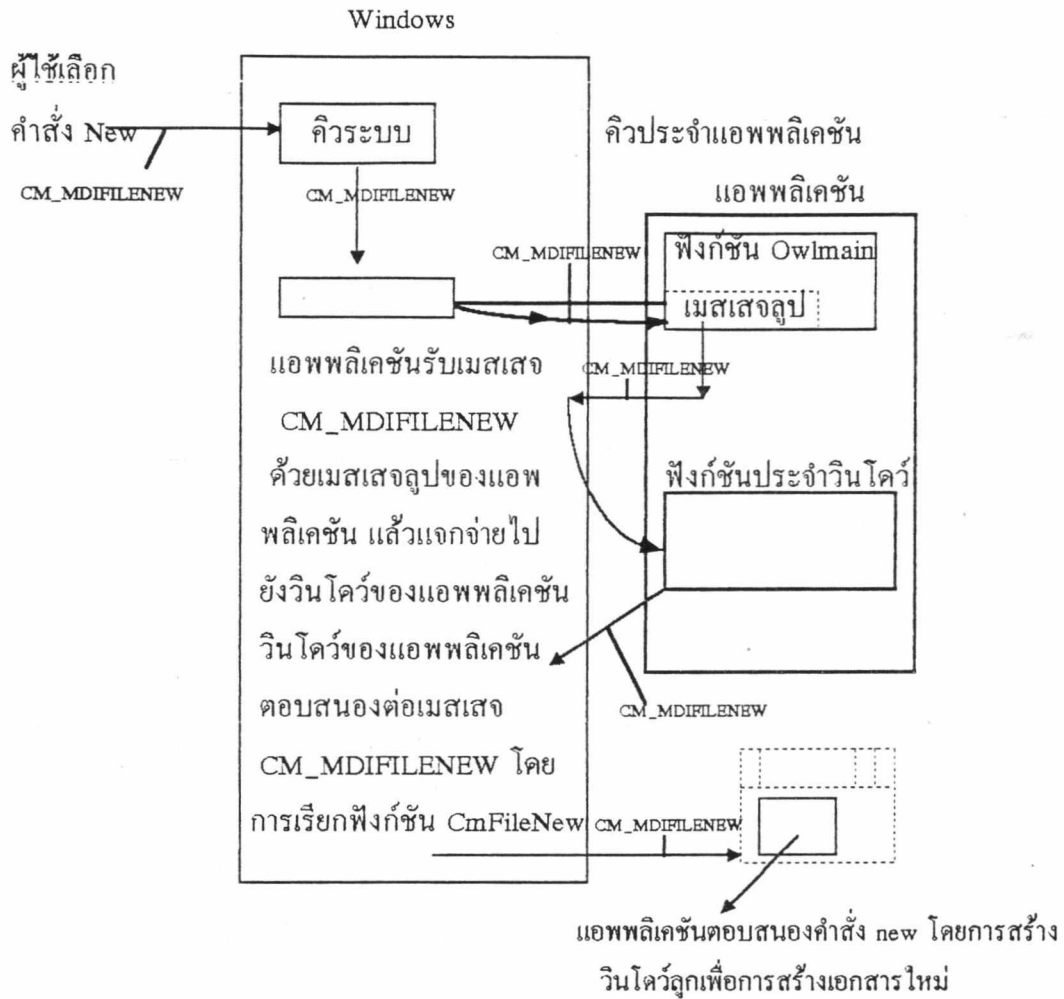 Windows
ผู้ใช้เลือก
คำสั่ง New
CM_MDIFILENEW
คิวระบบ
CM_MDIFILENEW
คิวประจำแอพพลิเคชัน
แอพพลิเคชัน
CM_MDIFILENEW
ฟังก์ชัน Owlmain
เมสเสจลูป
CM_MDIFILENEW
แอพพลิเคชันรับเมสเสจ
CM_MDIFILENEW
ด้วยเมสเสจลูปของแอพ
พลิเคชัน แล้วแจกจ่ายไป
ยังวินโดว์ของแอพพลิเคชัน
วินโดว์ของแอพพลิเคชัน
ตอบสนองต่อเมสเสจ
CM_MDIFILENEW โดย
การเรียกฟังก์ชัน CmFileNew
ฟังก์ชันประจำวินโดว์
CM_MDIFILENEW
CM_MDIFILENEW
แอพพลิเคชันตอบสนองคำสั่ง new โดยการสร้าง
วินโดว์ลูกเพื่อการสร้างเอกสารใหม่